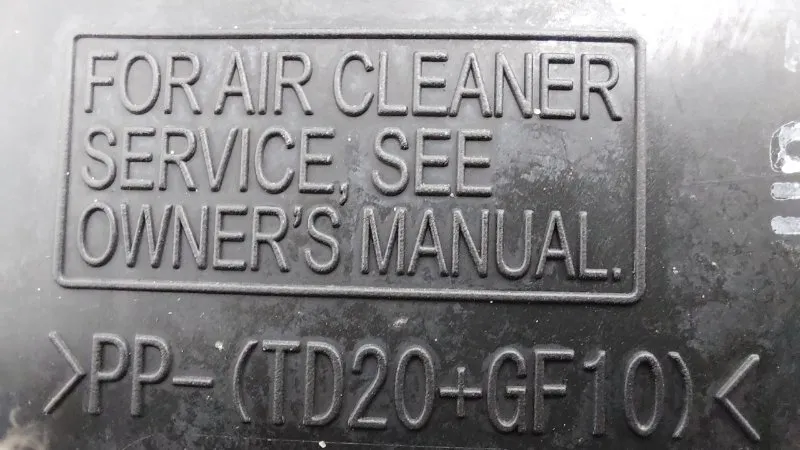 FOR AIR CLEANER
SERVICE, SEE
OWNER'S MANUAL.
>PP-(TD20+GF10)<